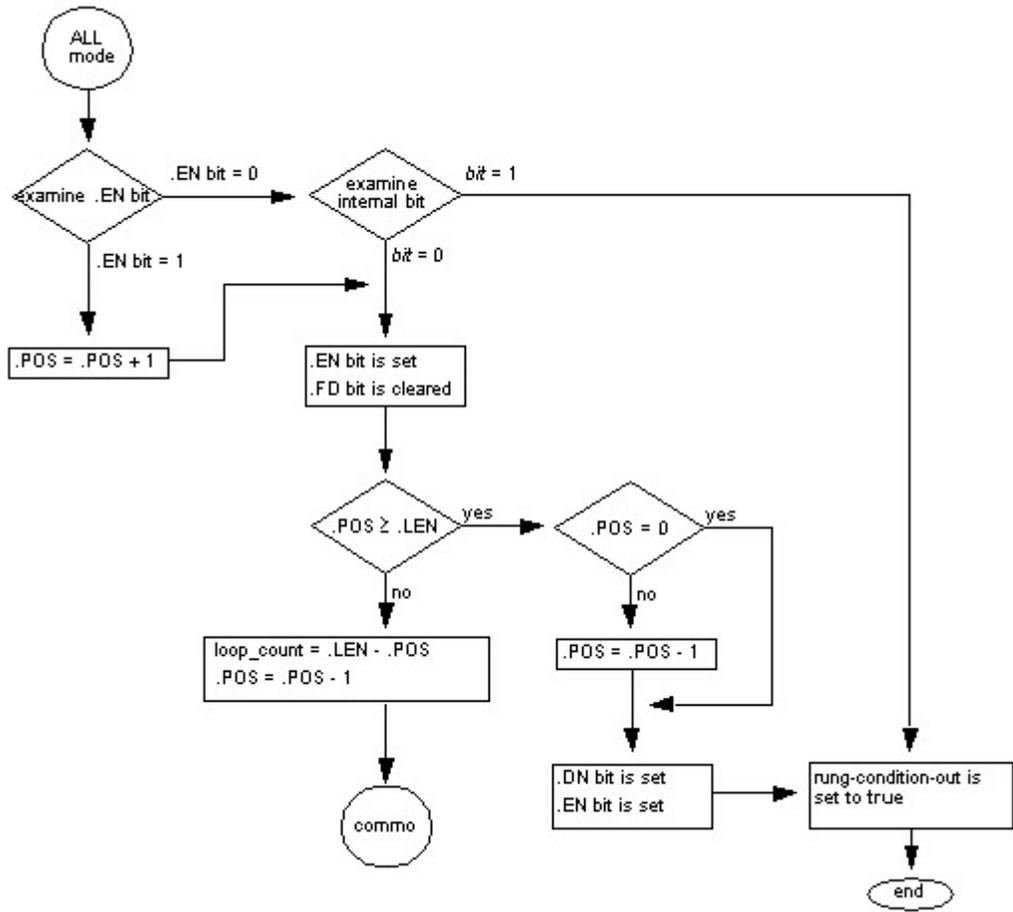 ALL
mode
.EN bit = 0
bit = 1
examine .EN bit
examine
internal bit
.EN bit = 1
bit = 0
.POS = .POS + 1
.EN bit is set
.FD bit is cleared
.POS ≥ .LEN
yes
.POS = 0
yes
no
no
loop_count = .LEN - .POS
.POS = .POS - 1
.POS = .POS - 1
.DN bit is set
.EN bit is set
rung-condition-out is
set to true
commo
end